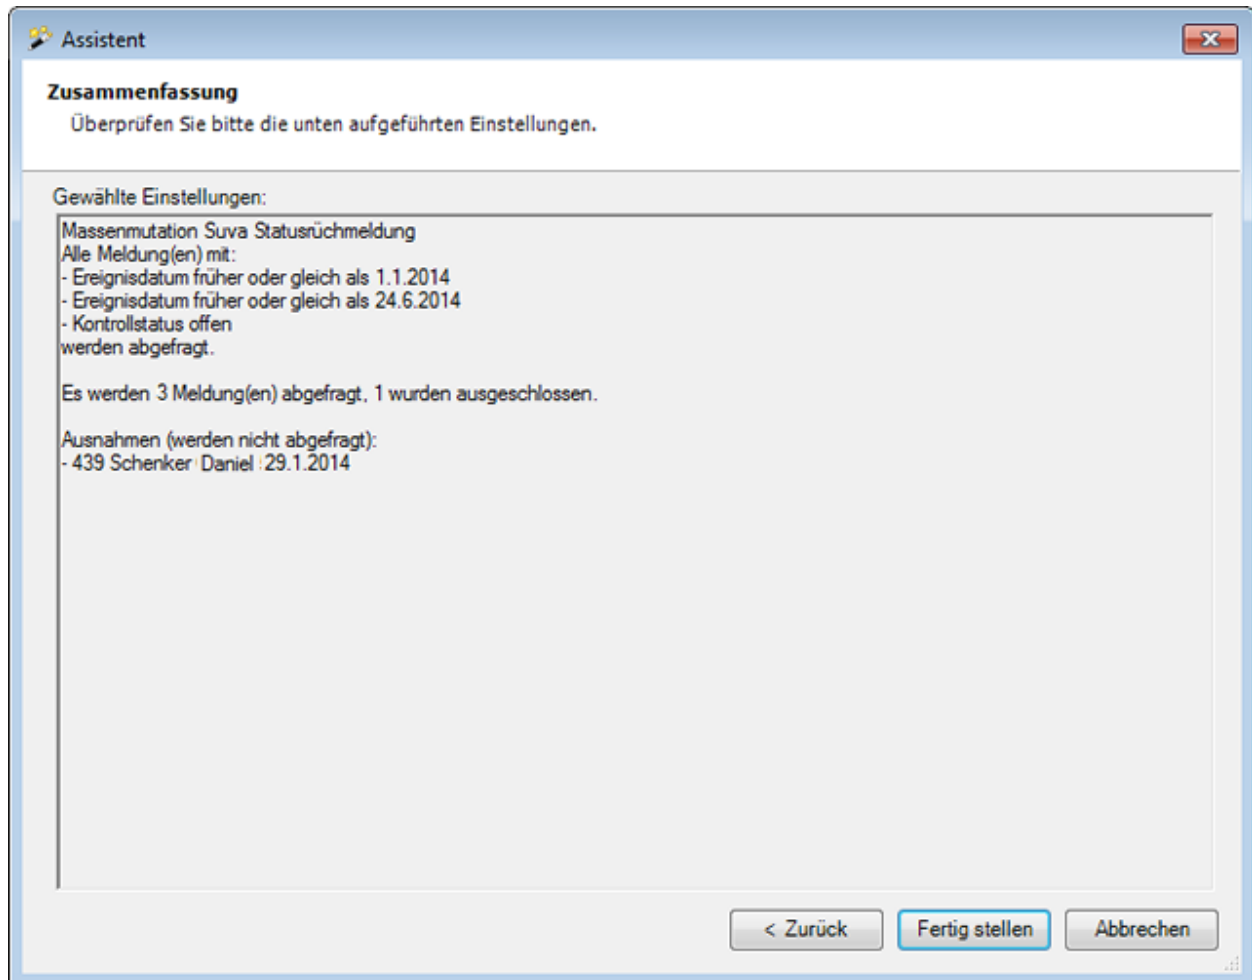 Assistent
Zusammenfassung
Überprüfen Sie bitte die unten aufgeführten Einstellungen.
Gewählte Einstellungen:
Massenmutation Suva Statusrüchmeldung
Alle Meldung(en) mit:
- Ereignisdatum früher oder gleich als 1.1.2014
- Ereignisdatum früher oder gleich als 24.6.2014
- Kontrollstatus offen
werden abgefragt.
Es werden 3 Meldung(en) abgefragt, 1 wurden ausgeschlossen.
Ausnahmen (werden nicht abgefragt):
- 439 Schenker Daniel 29.1.2014
< Zurück
Fertig stellen
Abbrechen